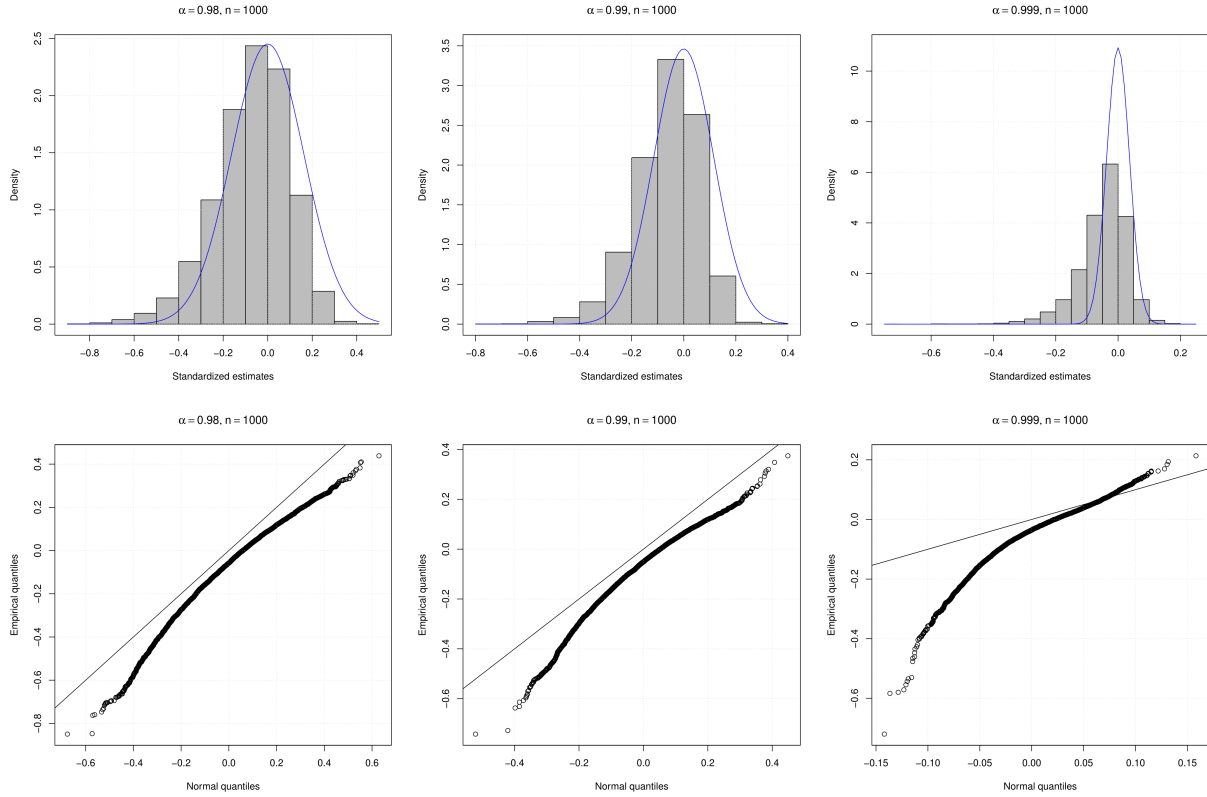 α = 0.98, n = 1000
2.5
2.0
1.5
1.0
0.5
0.0
Density
−0.8 −0.6 −0.4 −0.2 0.0 0.2 0.4
Standardized estimates
α = 0.99, n = 1000
3.5
3.0
2.5
2.0
1.5
1.0
0.5
0.0
Density
−0.8 −0.6 −0.4 −0.2 0.0 0.2 0.4
Standardized estimates
α = 0.999, n = 1000
10
8
6
4
2
0
Density
−0.6 −0.4 −0.2 0.0 0.2
Standardized estimates
α = 0.98, n = 1000
0.4
0.2
0.0
−0.2
−0.4
−0.6
−0.8
Empirical quantiles
−0.6 −0.4 −0.2 0.0 0.2 0.4 0.6
Normal quantiles
α = 0.99, n = 1000
0.4
0.2
0.0
−0.2
−0.4
−0.6
Empirical quantiles
−0.4 −0.2 0.0 0.2 0.4
Normal quantiles
α = 0.999, n = 1000
0.2
0.0
−0.2
−0.4
−0.6
Empirical quantiles
−0.15 −0.10 −0.05 0.00 0.05 0.10 0.15
Normal quantiles